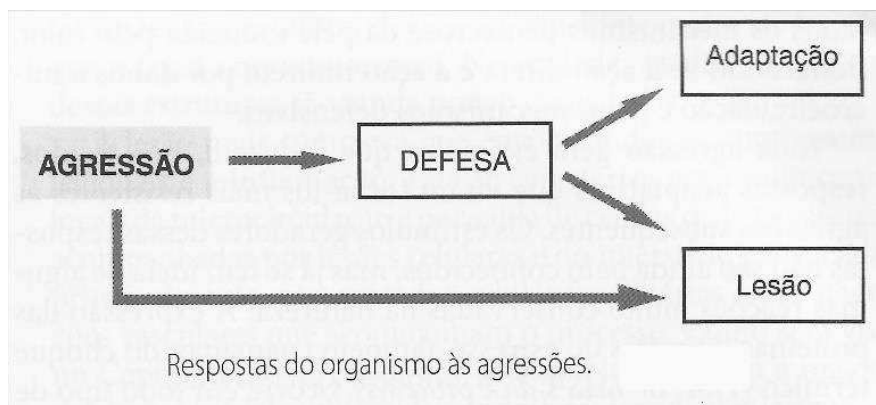 Adaptação
AGRESSÃO
DEFESA
Lesão
Respostas do organismo às agressões.